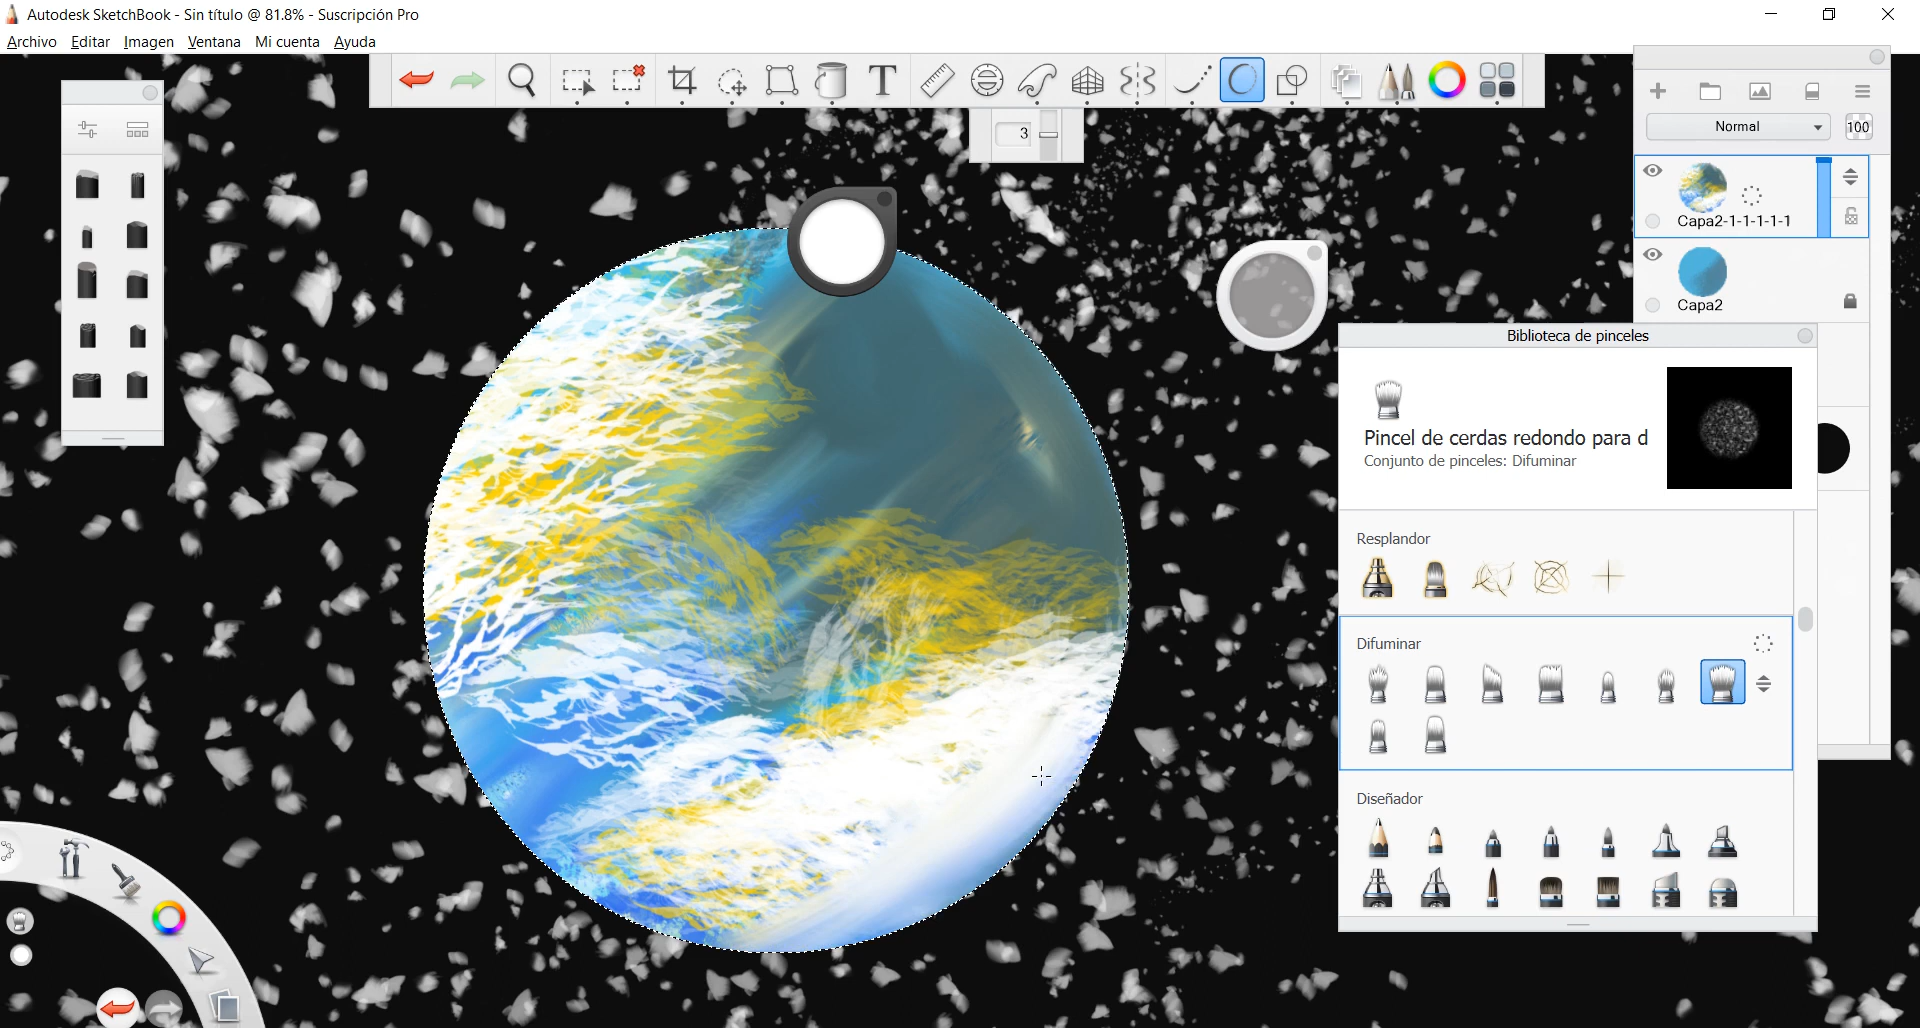 Autodesk SketchBook - Sin título @ 81.8% - Suscripción Pro
Archivo Editar Imagen Ventana Mi cuenta Ayuda
T
3
Normal
100
Capa2-1-1-1-1-1
Capa2
Biblioteca de pinceles
Pincel de cerdas redondo para d
Conjunto de pinceles: Difuminar
Resplandor
Difuminar
Diseñador